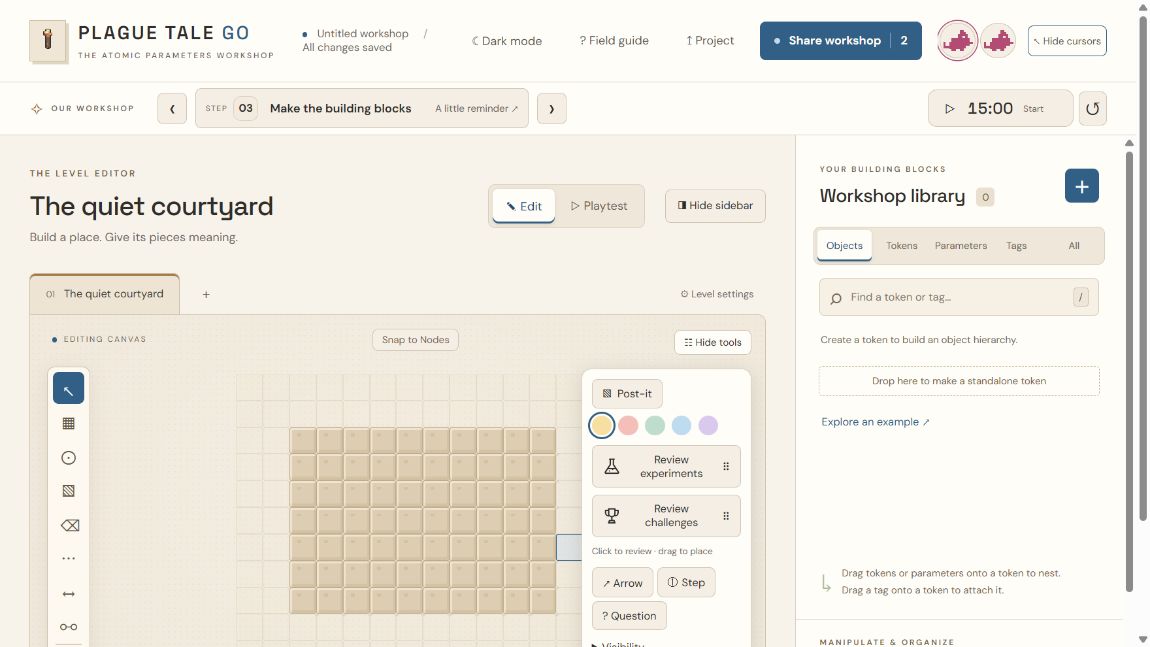 PLAGUE TALE GO
THE ATOMIC PARAMETERS WORKSHOP
Untitled workshop /
All changes saved
Dark mode
? Field guide
↑ Project
Share workshop 2
Hide cursors
OUR WORKSHOP
STEP 03 Make the building blocks A little reminder ↗
15:00 Start
THE LEVEL EDITOR
The quiet courtyard
Build a place. Give its pieces meaning.
Edit
Playtest
Hide sidebar
01 The quiet courtyard
+
Level settings
EDITING CANVAS
Snap to Nodes
Hide tools
Post-it
Review
experiments
Review
challenges
Click to review · drag to place
↗ Arrow
Step
? Question
Visibility
YOUR BUILDING BLOCKS
Workshop library 0
+
Objects Tokens Parameters Tags All
Find a token or tag… /
Create a token to build an object hierarchy.
Drop here to make a standalone token
Explore an example ↗
Drag tokens or parameters onto a token to nest.
Drag a tag onto a token to attach it.
MANIPULATE & ORGANIZE